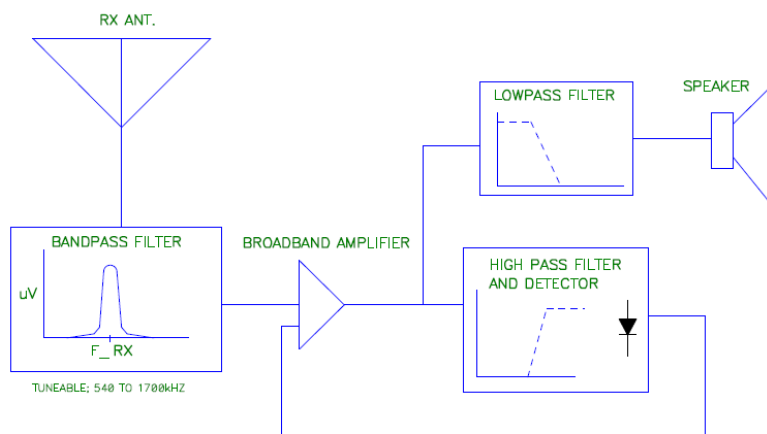 RX ANT.
SPEAKER
LOWPASS FILTER
BANDPASS FILTER
BROADBAND AMPLIFIER
HIGH PASS FILTER
AND DETECTOR
uV
F_RX
TUNEABLE; 540 TO 1700kHZ